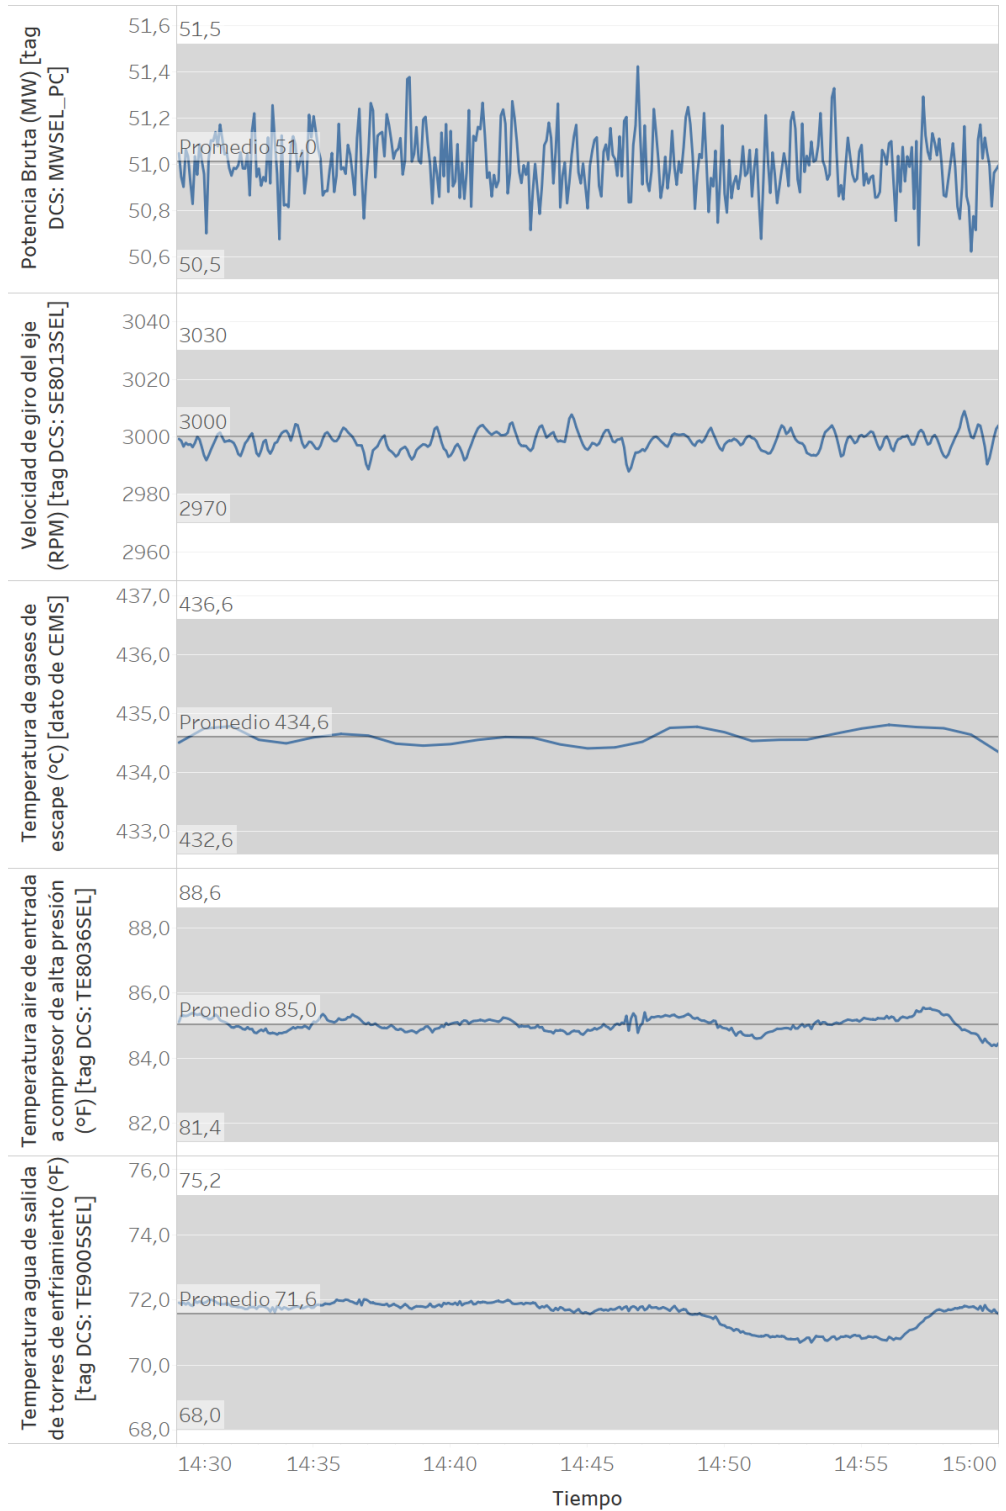 Potencia Bruta (MW) [tag
DCS: MWSEL_PC]
51,6
51,4
51,2
51,0
50,8
50,6
51,5
Promedio 51,0
50,5
Velocidad de giro del eje
(RPM) [tag DCS: SE8013SEL]
3040
3020
3000
2980
2960
3030
3000
2970
Temperatura de gases de
escape (°C) [dato de CEMS]
437,0
436,0
435,0
434,0
433,0
436,6
Promedio 434,6
432,6
Temperatura aire de entrada
a compresor de alta presión
(°F) [tag DCS: TE8036SEL]
88,0
86,0
84,0
82,0
88,6
Promedio 85,0
81,4
Temperatura agua de salida
de torres de enfriamiento (°F)
[tag DCS: TE9005SEL]
76,0
74,0
72,0
70,0
68,0
75,2
Promedio 71,6
68,0
14:30
14:35
14:40
14:45
14:50
14:55
15:00
Tiempo